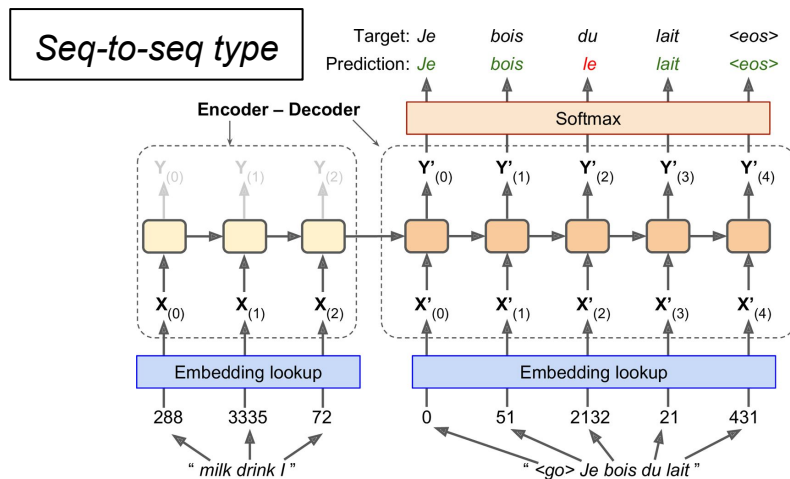 Seq-to-seq type
Target: Je bois du lait <eos>
Prediction: Je bois le lait <eos>
Encoder – Decoder
Softmax
Y(0) Y(1) Y(2) Y'(0) Y'(1) Y'(2) Y'(3) Y'(4)
X(0) X(1) X(2) X'(0) X'(1) X'(2) X'(3) X'(4)
Embedding lookup Embedding lookup
288 3335 72 0 51 2132 21 431
“ milk drink I ” “ <go> Je bois du lait ”